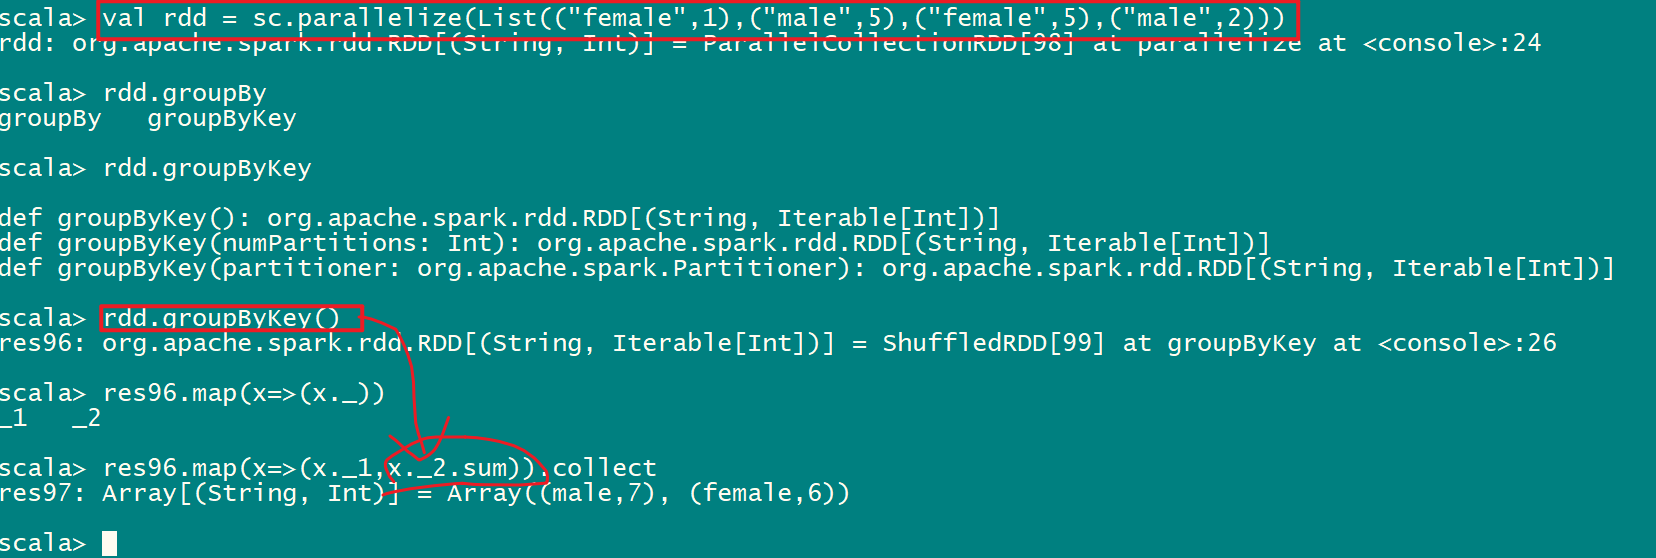 scala> val rdd = sc.parallelize(List(("female",1),("male",5),("female",5),("male",2)))
rdd: org.apache.spark.rdd.RDD[(String, Int)] = ParallelCollectionRDD[98] at parallelize at <console>:24
scala> rdd.groupBy
groupBy   groupByKey
scala> rdd.groupByKey
def groupByKey(): org.apache.spark.rdd.RDD[(String, Iterable[Int])]
def groupByKey(numPartitions: Int): org.apache.spark.rdd.RDD[(String, Iterable[Int])]
def groupByKey(partitioner: org.apache.spark.Partitioner): org.apache.spark.rdd.RDD[(String, Iterable[Int])]
scala> rdd.groupByKey()
res96: org.apache.spark.rdd.RDD[(String, Iterable[Int])] = ShuffledRDD[99] at groupByKey at <console>:26
scala> res96.map(x=>(x._))
_1   _2
scala> res96.map(x=>(x._1,x._2.sum)).collect
res97: Array[(String, Int)] = Array((male,7), (female,6))
scala>